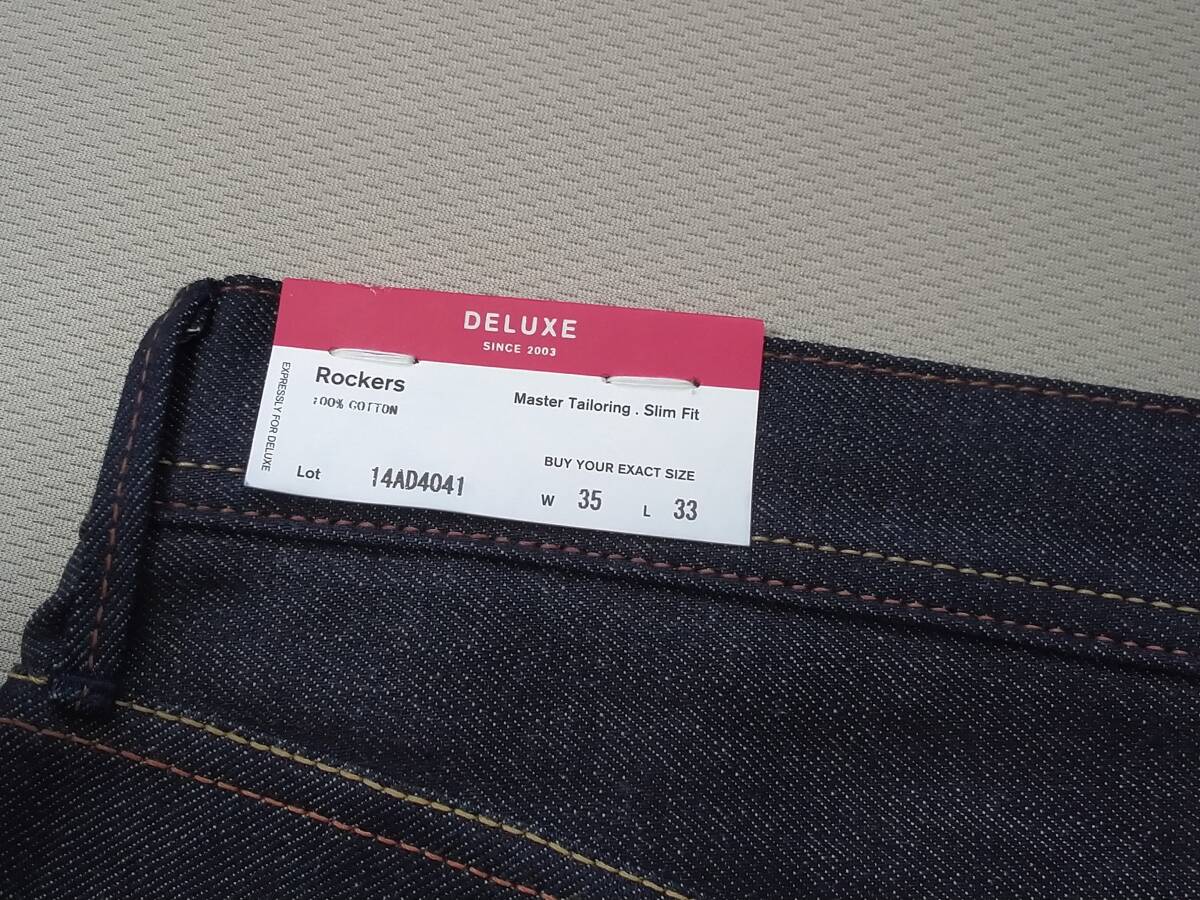 DELUXE
SINCE 2003
Rockers
100% COTTON
Master Tailoring . Slim Fit
EXPRESSLY FOR DELUXE
BUY YOUR EXACT SIZE
Lot 14AD4041
W 35 L 33